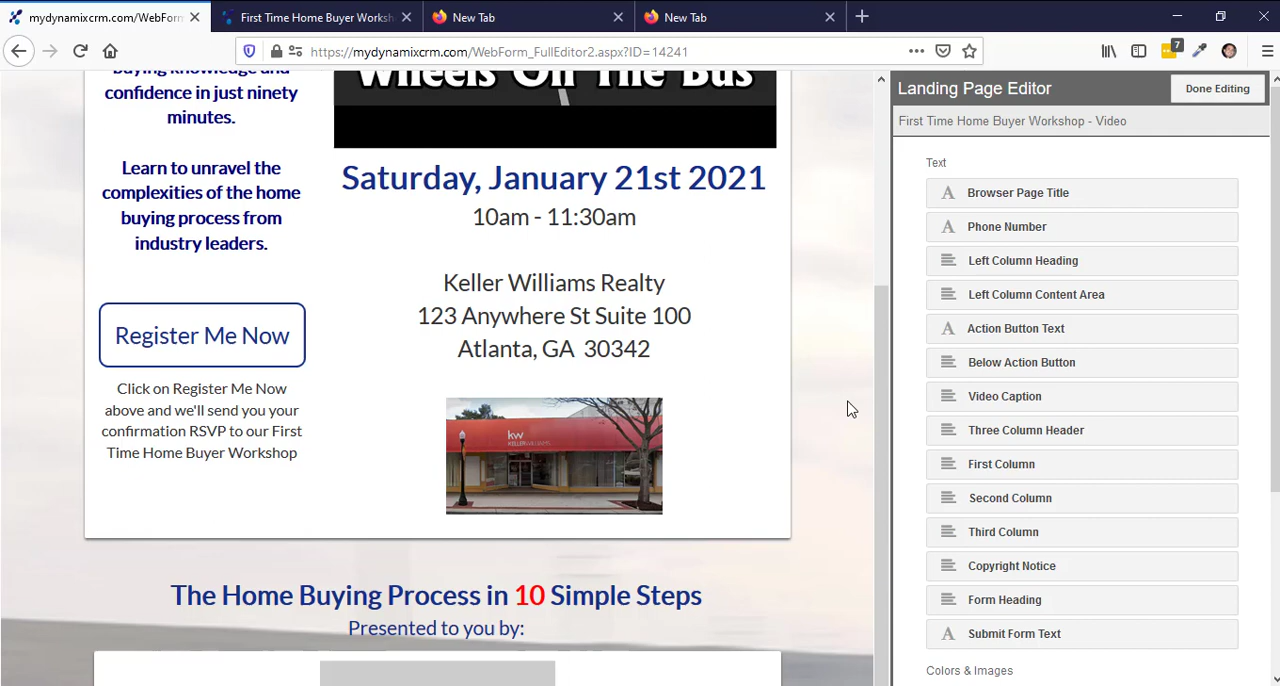 mydynamixcrm.com/WebForm
First Time Home Buyer Worksh
New Tab
New Tab
https://mydynamixcrm.com/WebForm_FullEditor2.aspx?ID=14241
7
buying knowledge and
confidence in just ninety
minutes.
Learn to unravel the
complexities of the home
buying process from
industry leaders.
Register Me Now
Click on Register Me Now
above and we'll send you your
confirmation RSVP to our First
Time Home Buyer Workshop
Wheels On The Bus
Saturday, January 21st 2021
10am - 11:30am
Keller Williams Realty
123 Anywhere St Suite 100
Atlanta, GA 30342
kw
KELLERWILLIAMS
The Home Buying Process in 10 Simple Steps
Presented to you by:
Landing Page Editor
Done Editing
First Time Home Buyer Workshop - Video
Text
Browser Page Title
Phone Number
Left Column Heading
Left Column Content Area
Action Button Text
Below Action Button
Video Caption
Three Column Header
First Column
Second Column
Third Column
Copyright Notice
Form Heading
Submit Form Text
Colors & Images